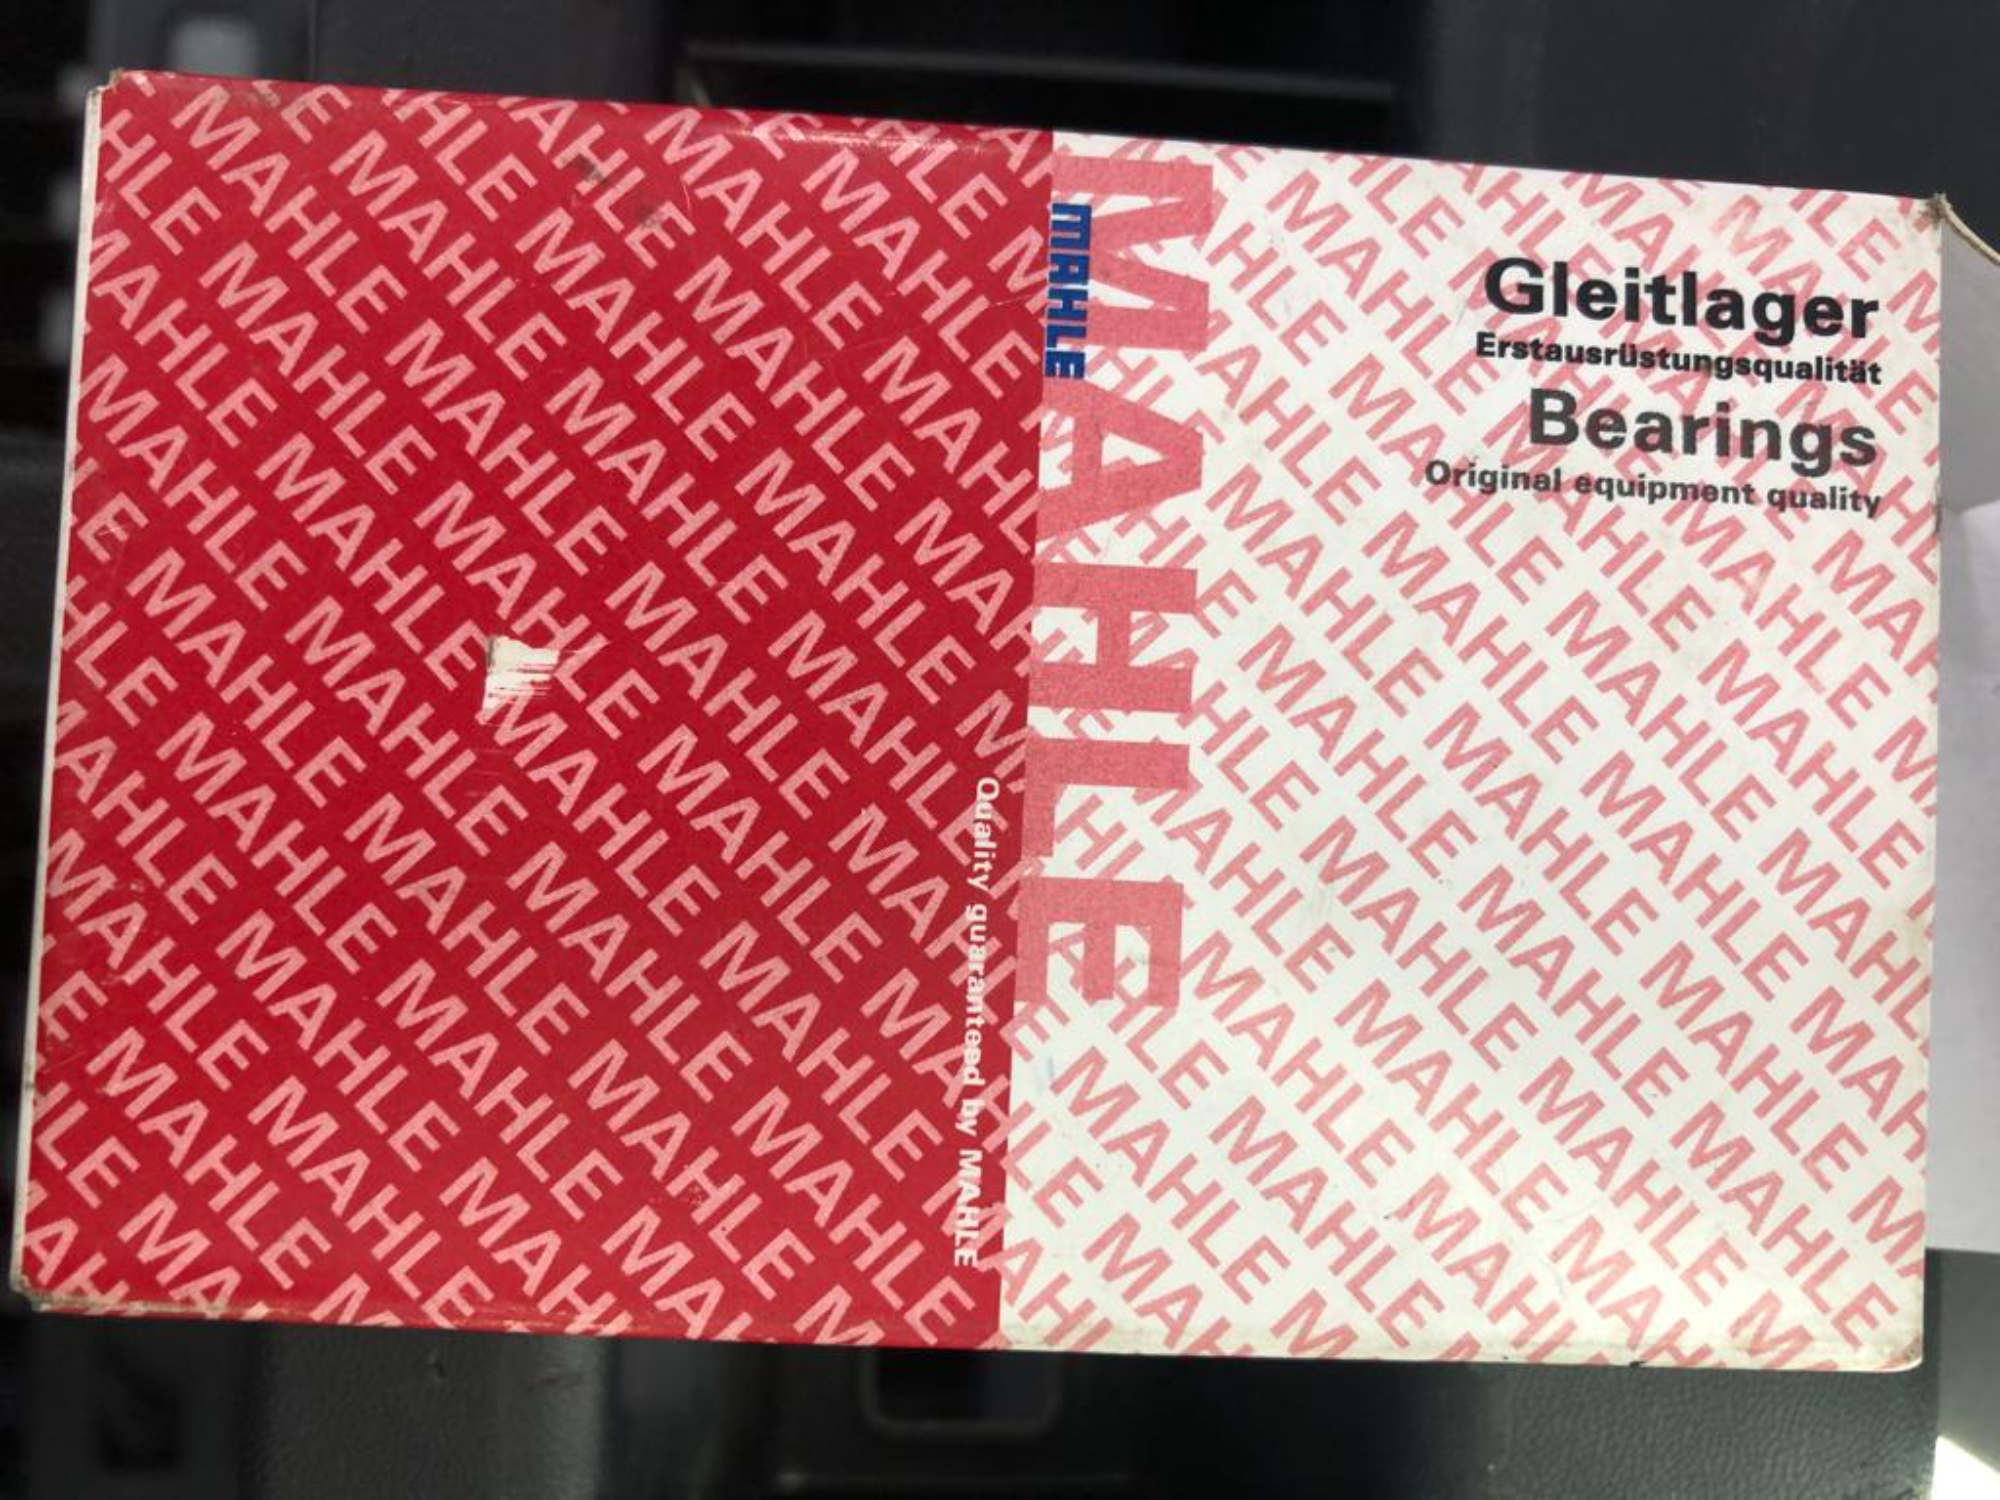 MAHLE
MAHLE
Gleitlager
Erstausrüstungsqualität
Bearings
Original equipment quality
Quality guaranteed by MAHLE